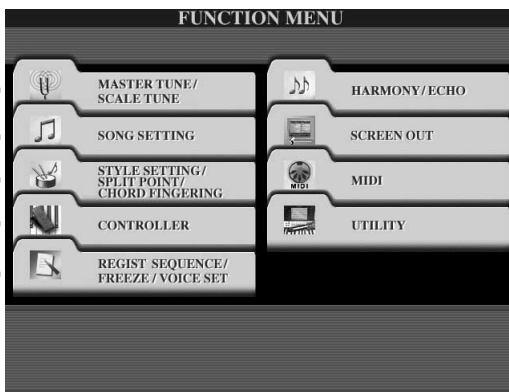 FUNCTION MENU
MASTER TUNE/
SCALE TUNE
SONG SETTING
STYLE SETTING/
SPLIT POINT/
CHORD FINGERING
CONTROLLER
REGIST SEQUENCE/
FREEZE / VOICE SET
HARMONY/ECHO
SCREEN OUT
MIDI
MIDI
UTILITY